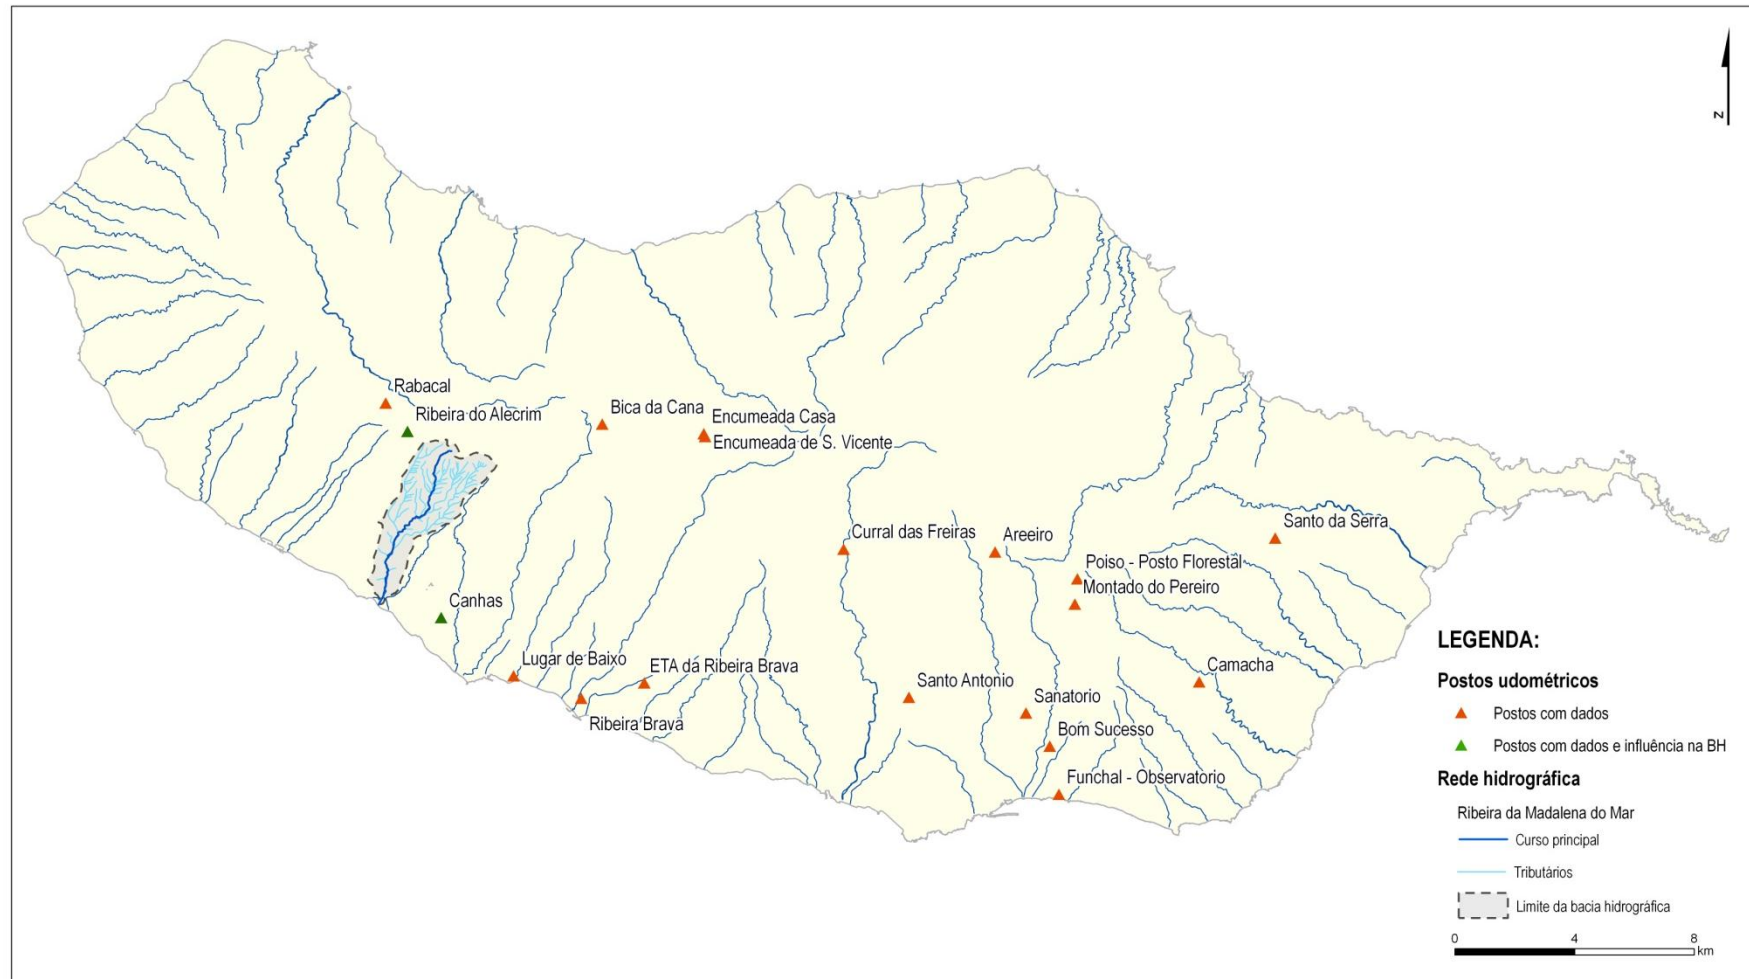 N
Rabacal
Ribeira do Alecrim
Bica da Cana
Encumeada Casa
Encumeada de S. Vicente
Curral das Freiras
Areeiro
Santo da Serra
Poiso - Posto Florestal
Montado do Pereiro
Canhas
Lugar de Baixo
ETA da Ribeira Brava
Ribeira Brava
Santo Antonio
Sanatorio
Camacha
Bom Sucesso
Funchal - Observatorio
LEGENDA:
Postos udométricos
Postos com dados
Postos com dados e influência na BH
Rede hidrográfica
Ribeira da Madalena do Mar
Curso principal
Tributários
Limite da bacia hidrográfica
0 4 8
km